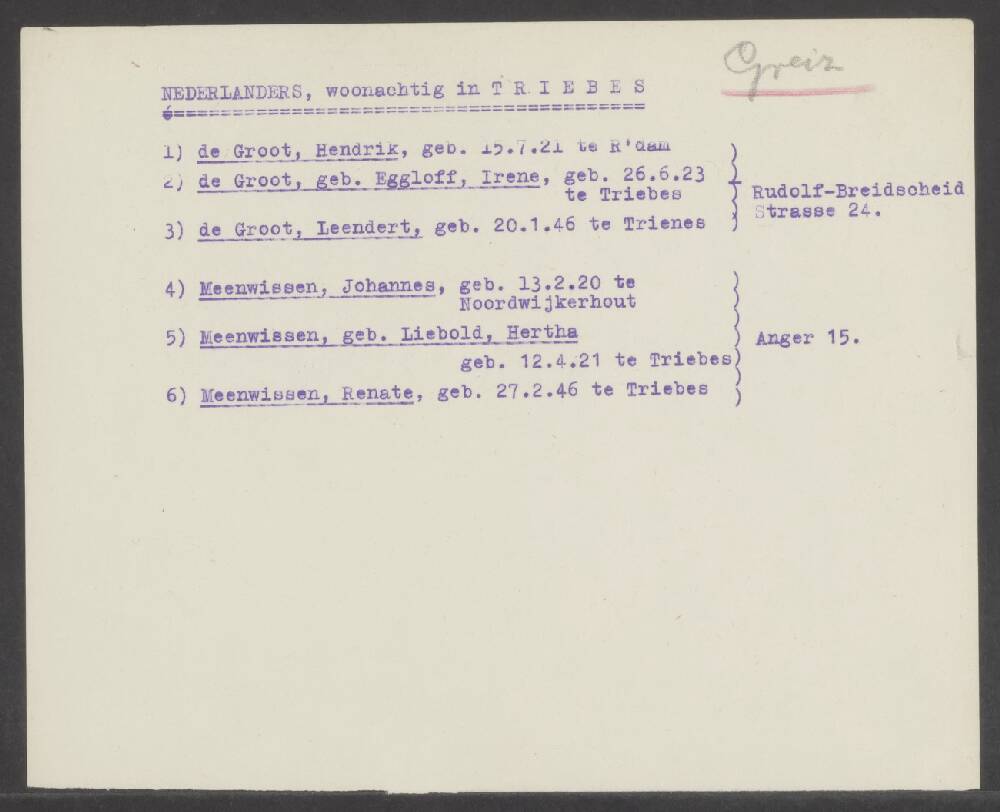 Greiz
NEDERLANDERS, woonachtig in T R I E B E S
1) de Groot, Hendrik, geb. 15.7.21 te R'dam
2) de Groot, geb. Eggloff, Irene, geb. 26.6.23
te Triebes
Rudolf-Breidscheid
Strasse 24.
3) de Groot, Leendert, geb. 20.1.46 te Trienes
4) Meenwissen, Johannes, geb. 13.2.20 te
Noordwijkerhout
5) Meenwissen, geb. Liebold, Hertha
Anger 15.
geb. 12.4.21 te Triebes
6) Meenwissen, Renate, geb. 27.2.46 te Triebes